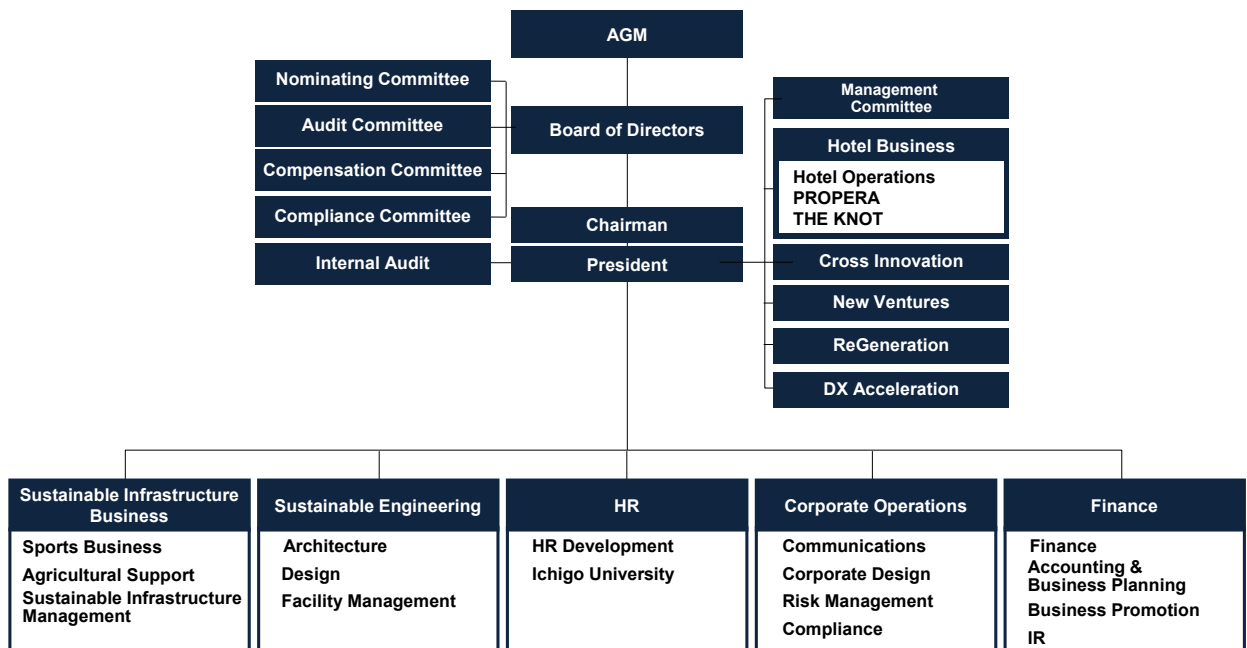 AGM
Nominating Committee
Audit Committee
Compensation Committee
Compliance Committee
Internal Audit
Board of Directors
Chairman
President
Management
Committee
Hotel Business
Hotel Operations
PROPERA
THE KNOT
Cross Innovation
New Ventures
ReGeneration
DX Acceleration
Sustainable Infrastructure
Business
Sports Business
Agricultural Support
Sustainable Infrastructure
Management
Sustainable Engineering
Architecture
Design
Facility Management
HR
HR Development
Ichigo University
Corporate Operations
Communications
Corporate Design
Risk Management
Compliance
Finance
Finance
Accounting &
Business Planning
Business Promotion
IR